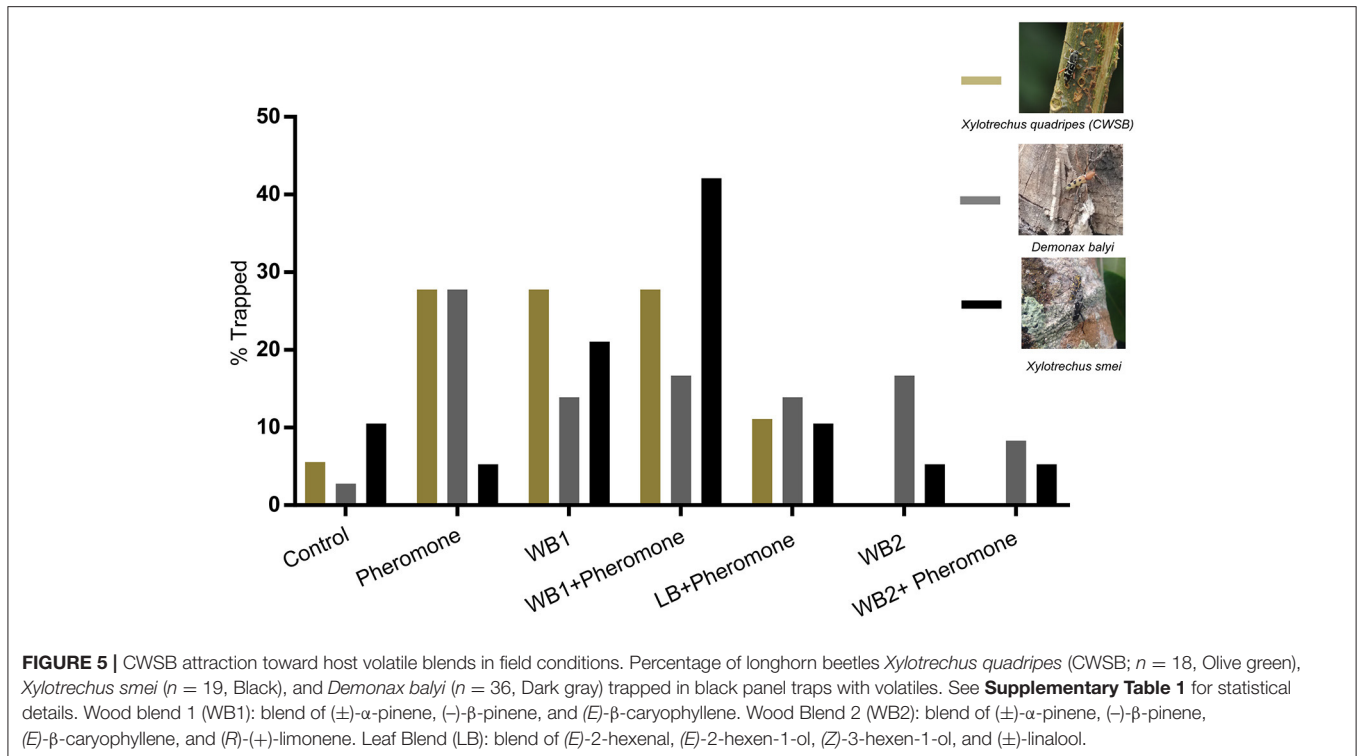 Xylotrechus quadripes (CWSB)
Demonax balyi
Xylotrechus smei
% Trapped
50
40
30
20
10
0
Control
Pheromone
WB1
WB1+Pheromone
LB+Pheromone
WB2
WB2+ Pheromone
FIGURE 5 | CWSB attraction toward host volatile blends in field conditions. Percentage of longhorn beetles Xylotrechus quadripes (CWSB; n = 18, Olive green),
Xylotrechus smei (n = 19, Black), and Demonax balyi (n = 36, Dark gray) trapped in black panel traps with volatiles. See Supplementary Table 1 for statistical
details. Wood blend 1 (WB1): blend of (±)-α-pinene, (–)-β-pinene, and (E)-β-caryophyllene. Wood Blend 2 (WB2): blend of (±)-α-pinene, (–)-β-pinene,
(E)-β-caryophyllene, and (R)-(+)-limonene. Leaf Blend (LB): blend of (E)-2-hexenal, (E)-2-hexen-1-ol, (Z)-3-hexen-1-ol, and (±)-linalool.